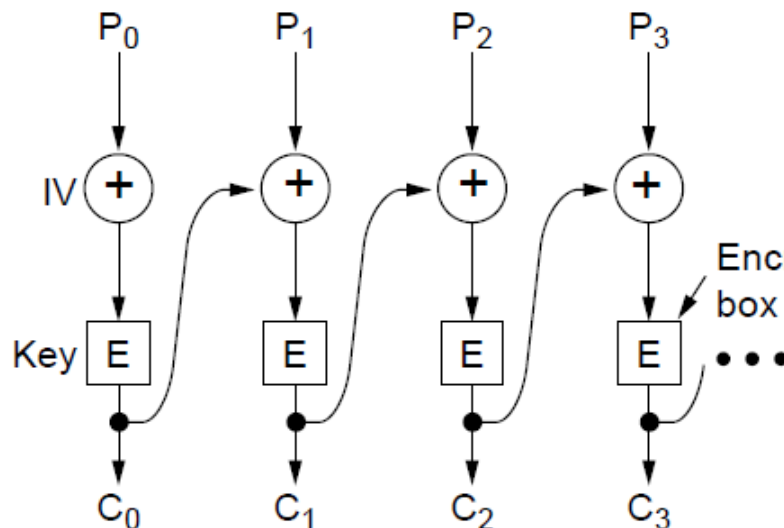 P₀ P₁ P₂ P₃
IV + + + +
Enc
box
Key E E E E
C₀ C₁ C₂ C₃